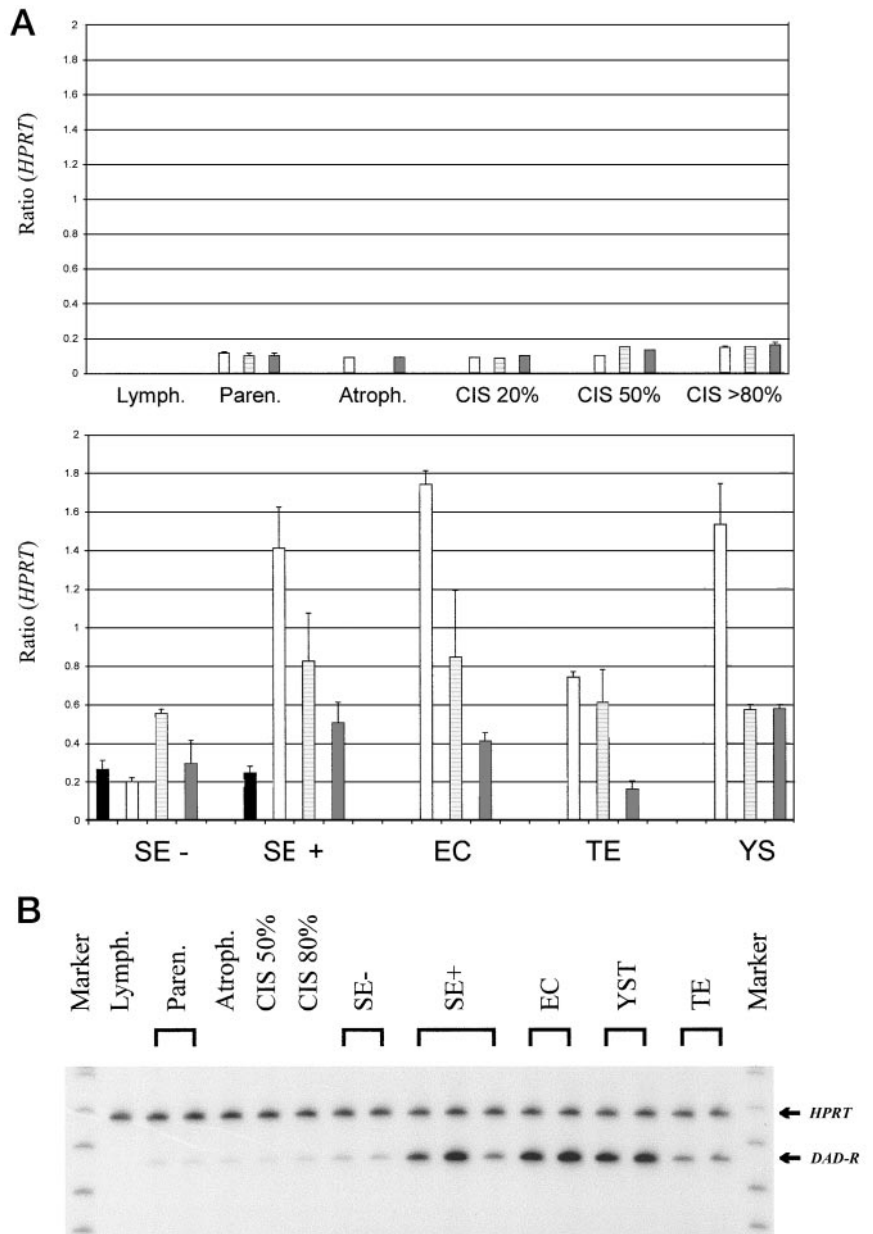 A
2
1.8
1.6
1.4
1.2
1
0.8
0.6
0.4
0.2
0
Ratio (HPRT)
Lymph. Paren. Atroph. CIS 20% CIS 50% CIS >80%
2
1.8
1.6
1.4
1.2
1
0.8
0.6
0.4
0.2
0
Ratio (HPRT)
SE - SE + EC TE YS
B
Marker Lymph. Paren. Atroph. CIS 50% CIS 80% SE- SE+ EC YST TE Marker
HPRT
DAD-R